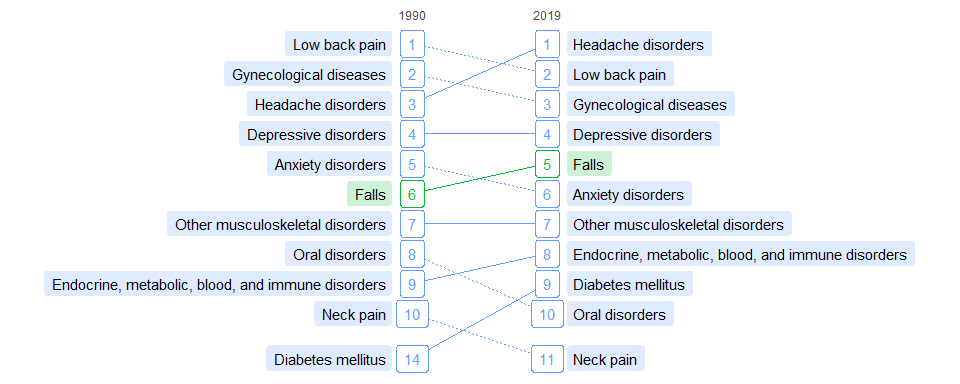 1990 2019
Low back pain 1 1 Headache disorders
Gynecological diseases 2 2 Low back pain
Headache disorders 3 3 Gynecological diseases
Depressive disorders 4 4 Depressive disorders
Anxiety disorders 5 5 Falls
Falls 6 6 Anxiety disorders
Other musculoskeletal disorders 7 7 Other musculoskeletal disorders
Oral disorders 8 8 Endocrine, metabolic, blood, and immune disorders
Endocrine, metabolic, blood, and immune disorders 9 9 Diabetes mellitus
Neck pain 10 10 Oral disorders
Diabetes mellitus 14 11 Neck pain